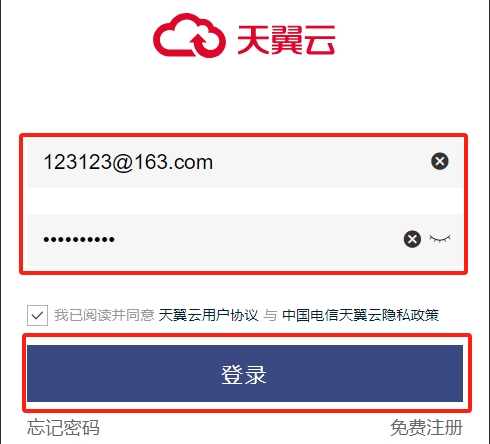 天翼云
123123@163.com
••••••••••
我已阅读并同意 天翼云用户协议 与 中国电信天翼云隐私政策
登录
忘记密码 免费注册